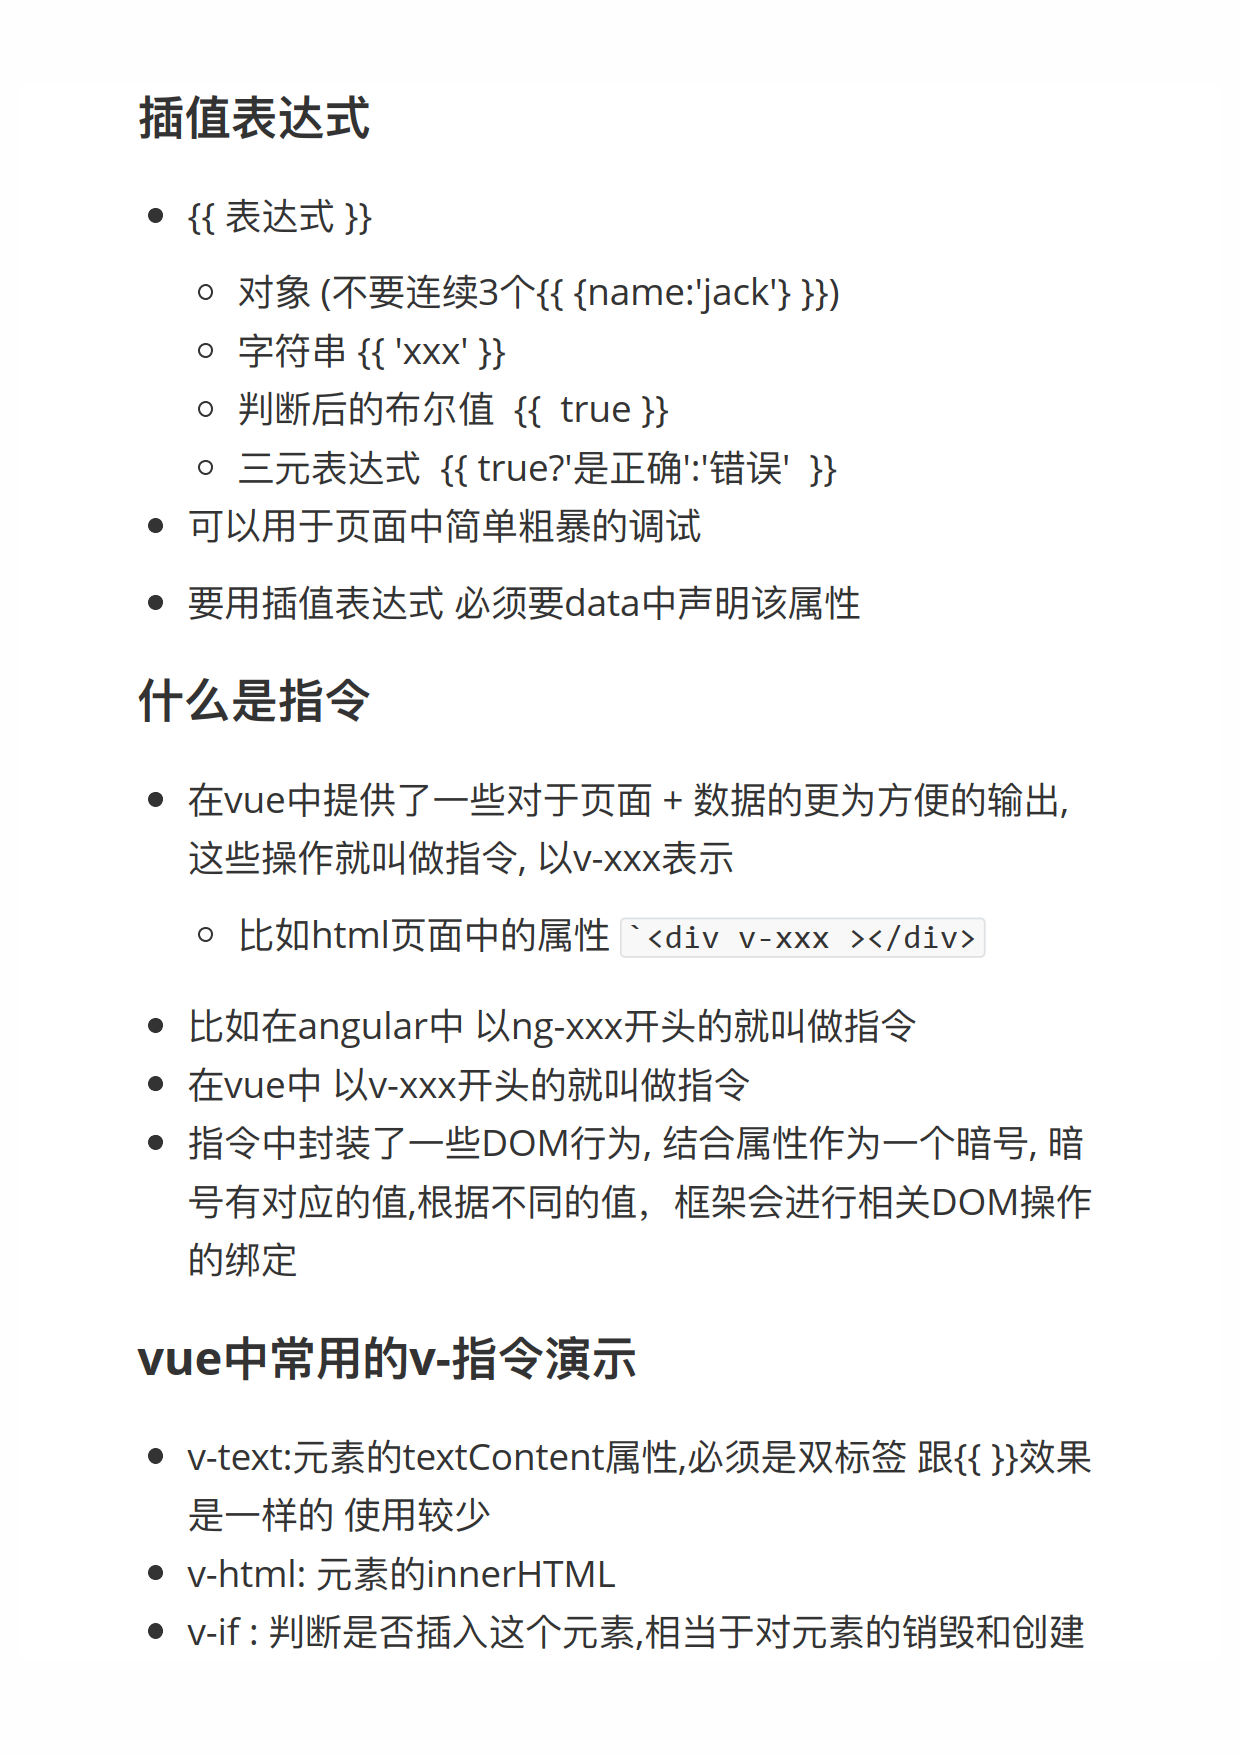 插值表达式
{{ 表达式 }}
对象 (不要连续3个{{ {name:'jack'} }})
字符串 {{ 'xxx' }}
判断后的布尔值  {{  true }}
三元表达式  {{ true?'是正确':'错误'  }}
可以用于页面中简单粗暴的调试
要用插值表达式 必须要data中声明该属性
什么是指令
在vue中提供了一些对于页面 + 数据的更为方便的输出,
这些操作就叫做指令, 以v-xxx表示
比如html页面中的属性 `<div v-xxx ></div>
比如在angular中 以ng-xxx开头的就叫做指令
在vue中 以v-xxx开头的就叫做指令
指令中封装了一些DOM行为, 结合属性作为一个暗号, 暗
号有对应的值,根据不同的值，框架会进行相关DOM操作
的绑定
vue中常用的v-指令演示
v-text:元素的textContent属性,必须是双标签 跟{{ }}效果
是一样的 使用较少
v-html: 元素的innerHTML
v-if : 判断是否插入这个元素,相当于对元素的销毁和创建